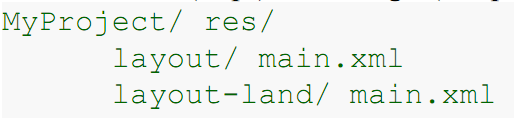 MyProject/ res/
layout/ main.xml
layout-land/ main.xml